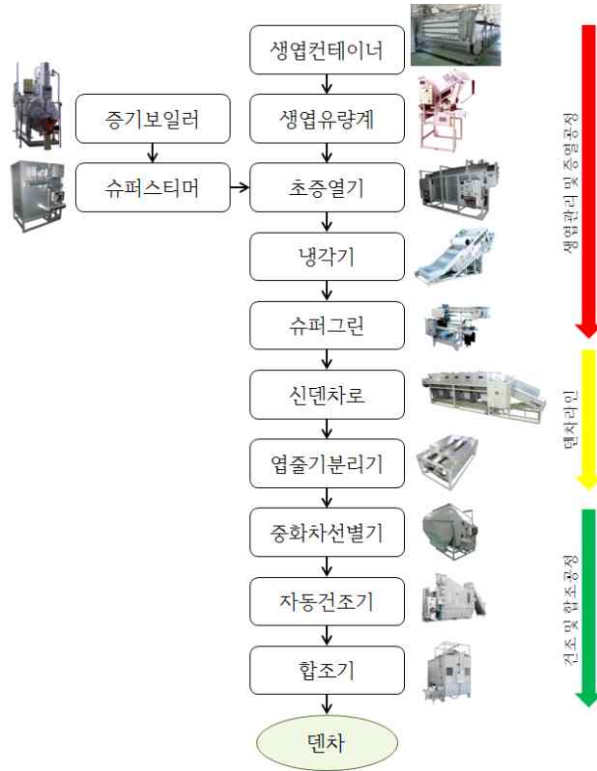 생엽컨테이너
증기보일러
생엽유량계
슈퍼스티머
초증열기
냉각기
슈퍼그린
신덴차로
엽줄기분리기
중화차선별기
자동건조기
합조기
덴차
생엽관리 및 증열공정
덴차라인
건조 및 합조공정